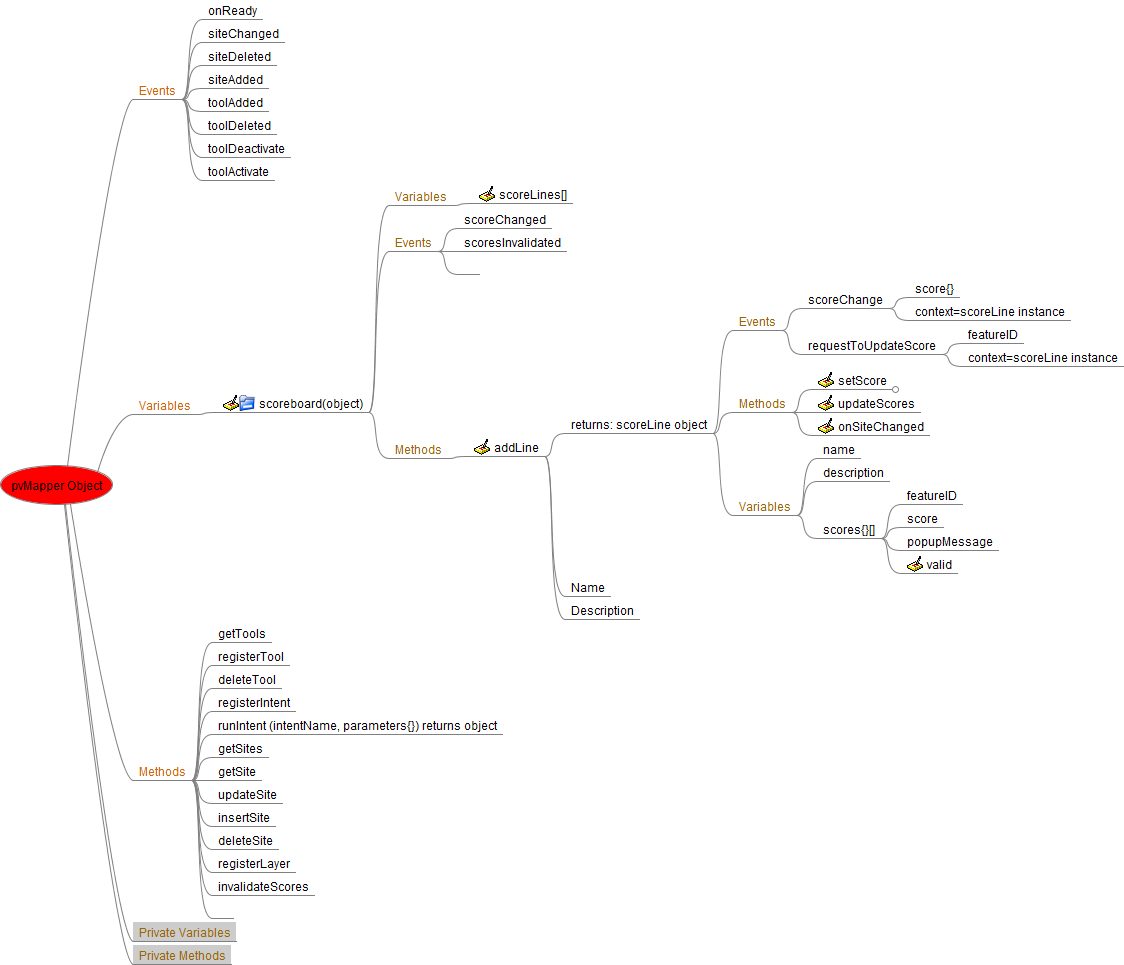 pvMapper Object
Events
onReady
siteChanged
siteDeleted
siteAdded
toolAdded
toolDeleted
toolDeactivate
toolActivate
Variables
scoreboard(object)
Variables
scoreLines[]
Events
scoreChanged
scoresInvalidated
Methods
addLine
returns: scoreLine object
Events
scoreChange
score{}
context=scoreLine instance
requestToUpdateScore
featureID
context=scoreLine instance
Methods
setScore
updateScores
onSiteChanged
Variables
name
description
scores{}[]
featureID
score
popupMessage
valid
Name
Description
Methods
getTools
registerTool
deleteTool
registerIntent
runIntent (intentName, parameters{}) returns object
getSites
getSite
updateSite
insertSite
deleteSite
registerLayer
invalidateScores
Private Variables
Private Methods